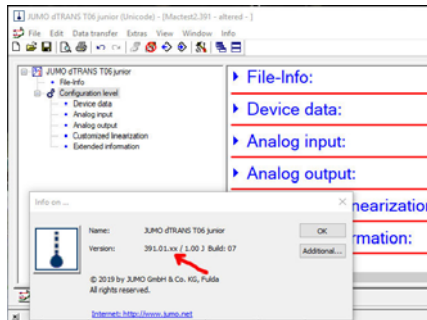 JUMO dTRANS T06 junior (Unicode) - [Mactest2.391 - altered - ]
File Edit Data transfer Extras View Window Info
JUMO dTRANS T06 junior
File-Info
Configuration level
Device data
Analog input
Analog output
Customized linearization
Extended information
File-Info:
Device data:
Analog input:
Analog output:
nearization
rmation:
Info on ...
Name: JUMO dTRANS T06 junior
OK
Version: 391.01.xx / 1.00 J Build: 07
Additional...
© 2019 by JUMO GmbH & Co. KG, Fulda
All rights reserved.
Internet: http://www.jumo.net